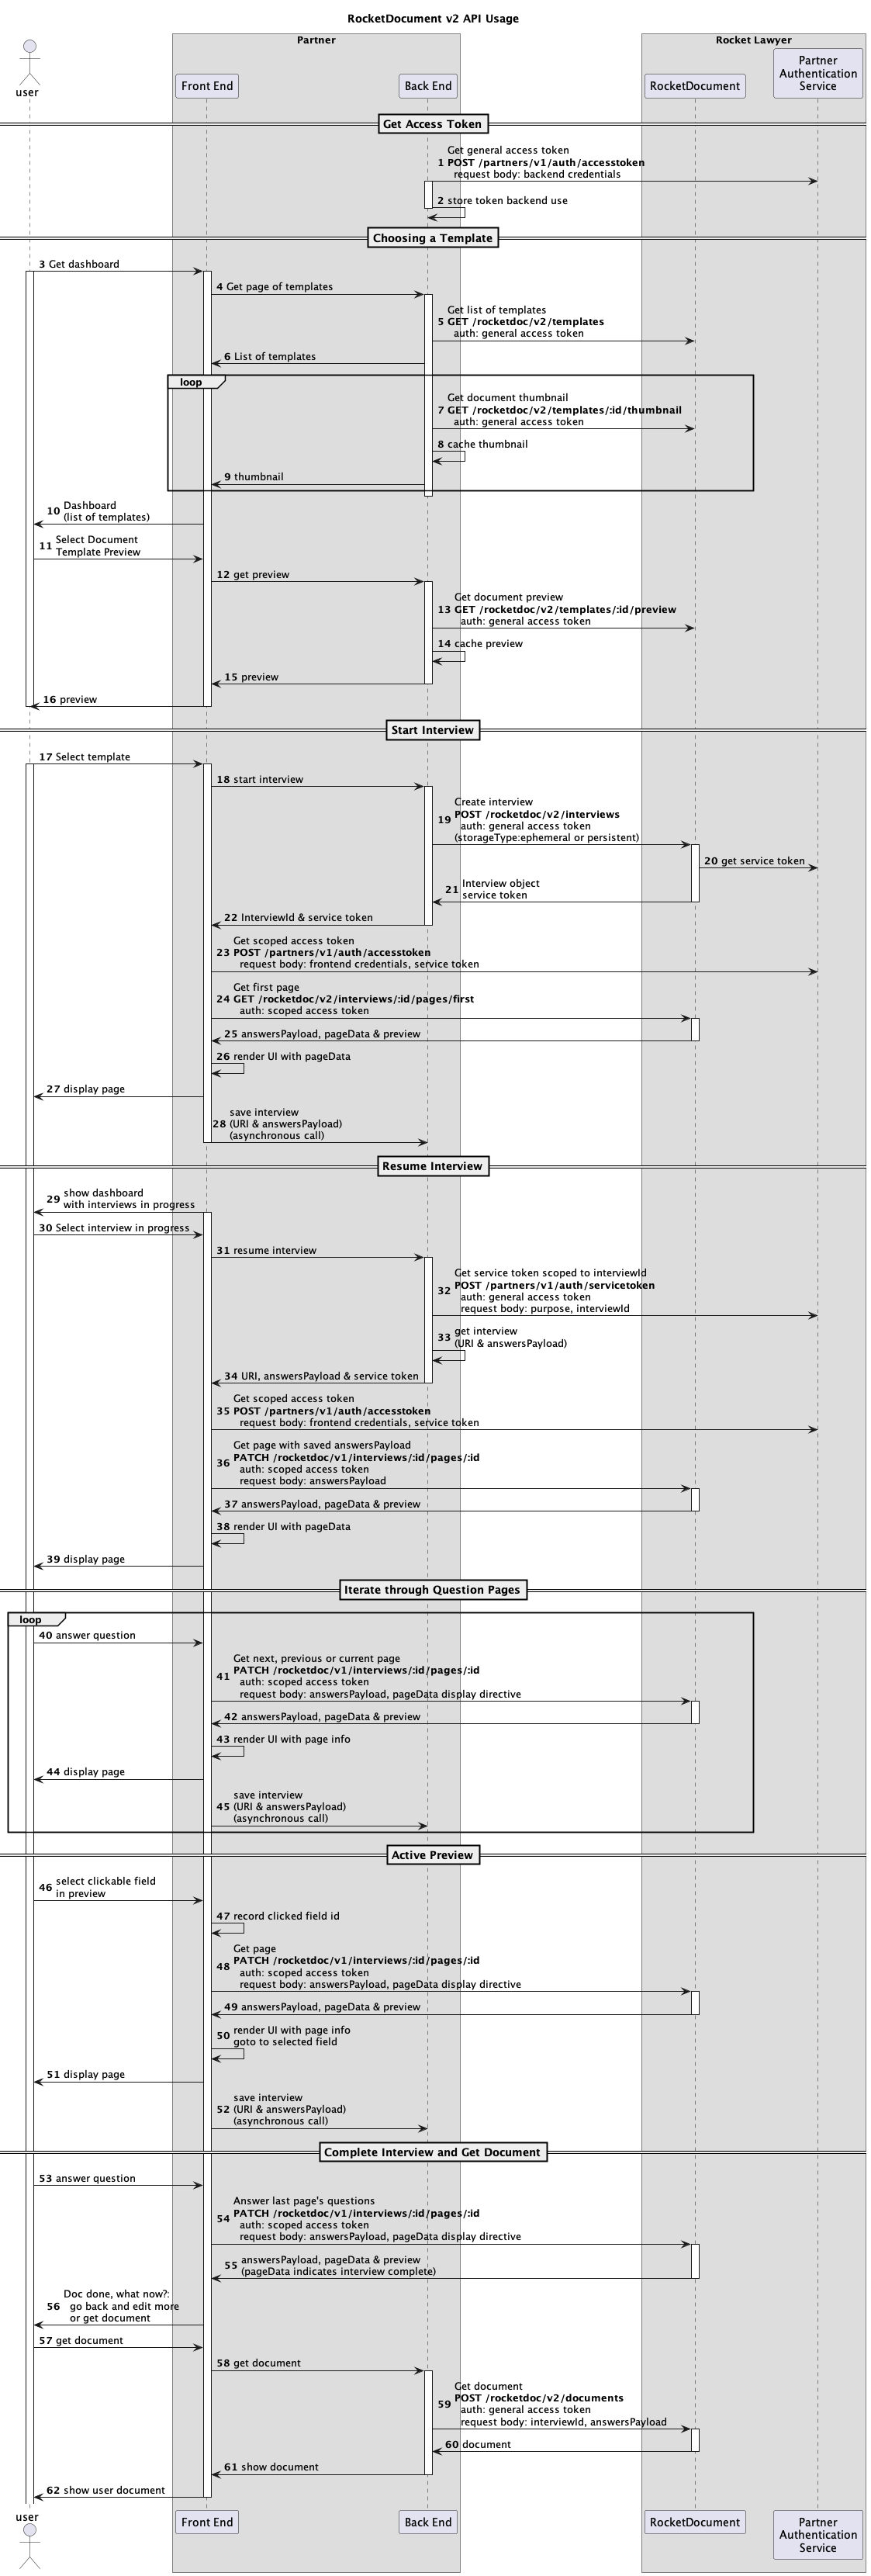 RocketDocument v2 API Usage
Partner
Rocket Lawyer
user
Front End
Back End
RocketDocument
Partner
Authentication
Service
Get Access Token
Get general access token
1 POST /partners/v1/auth/accesstoken
request body: backend credentials
2 store token backend use
Choosing a Template
3 Get dashboard
4 Get page of templates
Get list of templates
5 GET /rocketdoc/v2/templates
auth: general access token
6 List of templates
loop
Get document thumbnail
7 GET /rocketdoc/v2/templates/:id/thumbnail
auth: general access token
8 cache thumbnail
9 thumbnail
10 Dashboard
(list of templates)
11 Select Document
Template Preview
12 get preview
Get document preview
13 GET /rocketdoc/v2/templates/:id/preview
auth: general access token
14 cache preview
15 preview
16 preview
Start Interview
17 Select template
18 start interview
Create interview
19 POST /rocketdoc/v2/interviews
auth: general access token
(storageType:ephemeral or persistent)
20 get service token
21 Interview object
service token
22 InterviewId & service token
Get scoped access token
23 POST /partners/v1/auth/accesstoken
request body: frontend credentials, service token
Get first page
24 GET /rocketdoc/v2/interviews/:id/pages/first
auth: scoped access token
25 answersPayload, pageData & preview
26 render UI with pageData
27 display page
save interview
28 (URI & answersPayload)
(asynchronous call)
Resume Interview
29 show dashboard
with interviews in progress
30 Select interview in progress
31 resume interview
Get service token scoped to interviewId
32 POST /partners/v1/auth/servicetoken
auth: general access token
request body: purpose, interviewId
33 get interview
(URI & answersPayload)
34 URI, answersPayload & service token
Get scoped access token
35 POST /partners/v1/auth/accesstoken
request body: frontend credentials, service token
Get page with saved answersPayload
36 PATCH /rocketdoc/v1/interviews/:id/pages/:id
auth: scoped access token
request body: answersPayload
37 answersPayload, pageData & preview
38 render UI with pageData
39 display page
Iterate through Question Pages
loop
40 answer question
Get next, previous or current page
41 PATCH /rocketdoc/v1/interviews/:id/pages/:id
auth: scoped access token
request body: answersPayload, pageData display directive
42 answersPayload, pageData & preview
43 render UI with page info
44 display page
save interview
45 (URI & answersPayload)
(asynchronous call)
Active Preview
46 select clickable field
in preview
47 record clicked field id
Get page
48 PATCH /rocketdoc/v1/interviews/:id/pages/:id
auth: scoped access token
request body: answersPayload, pageData display directive
49 answersPayload, pageData & preview
50 render UI with page info
goto to selected field
51 display page
save interview
52 (URI & answersPayload)
(asynchronous call)
Complete Interview and Get Document
53 answer question
Answer last page's questions
54 PATCH /rocketdoc/v1/interviews/:id/pages/:id
auth: scoped access token
request body: answersPayload, pageData display directive
55 answersPayload, pageData & preview
(pageData indicates interview complete)
Doc done, what now?:
56 go back and edit more
or get document
57 get document
58 get document
Get document
59 POST /rocketdoc/v2/documents
auth: general access token
request body: interviewId, answersPayload
60 document
61 show document
62 show user document
user
Front End
Back End
RocketDocument
Partner
Authentication
Service